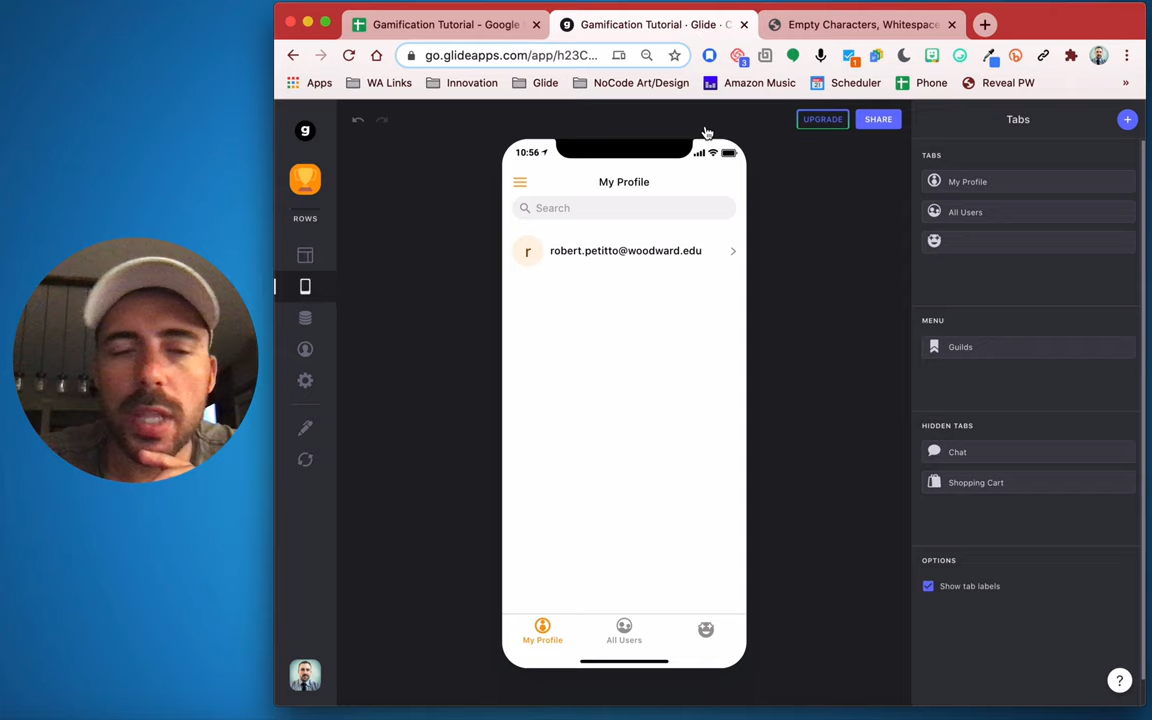 Gamification Tutorial - Google
Gamification Tutorial · Glide · C
Empty Characters, Whitespace
go.glideapps.com/app/h23C...
3
1
Apps
WA Links
Innovation
Glide
NoCode Art/Design
Amazon Music
Scheduler
Phone
Reveal PW
»
g
UPGRADE
SHARE
Tabs
+
ROWS
10:56
My Profile
Search
r
robert.petitto@woodward.edu
My Profile
All Users
TABS
My Profile
All Users
MENU
Guilds
HIDDEN TABS
Chat
Shopping Cart
OPTIONS
Show tab labels
?